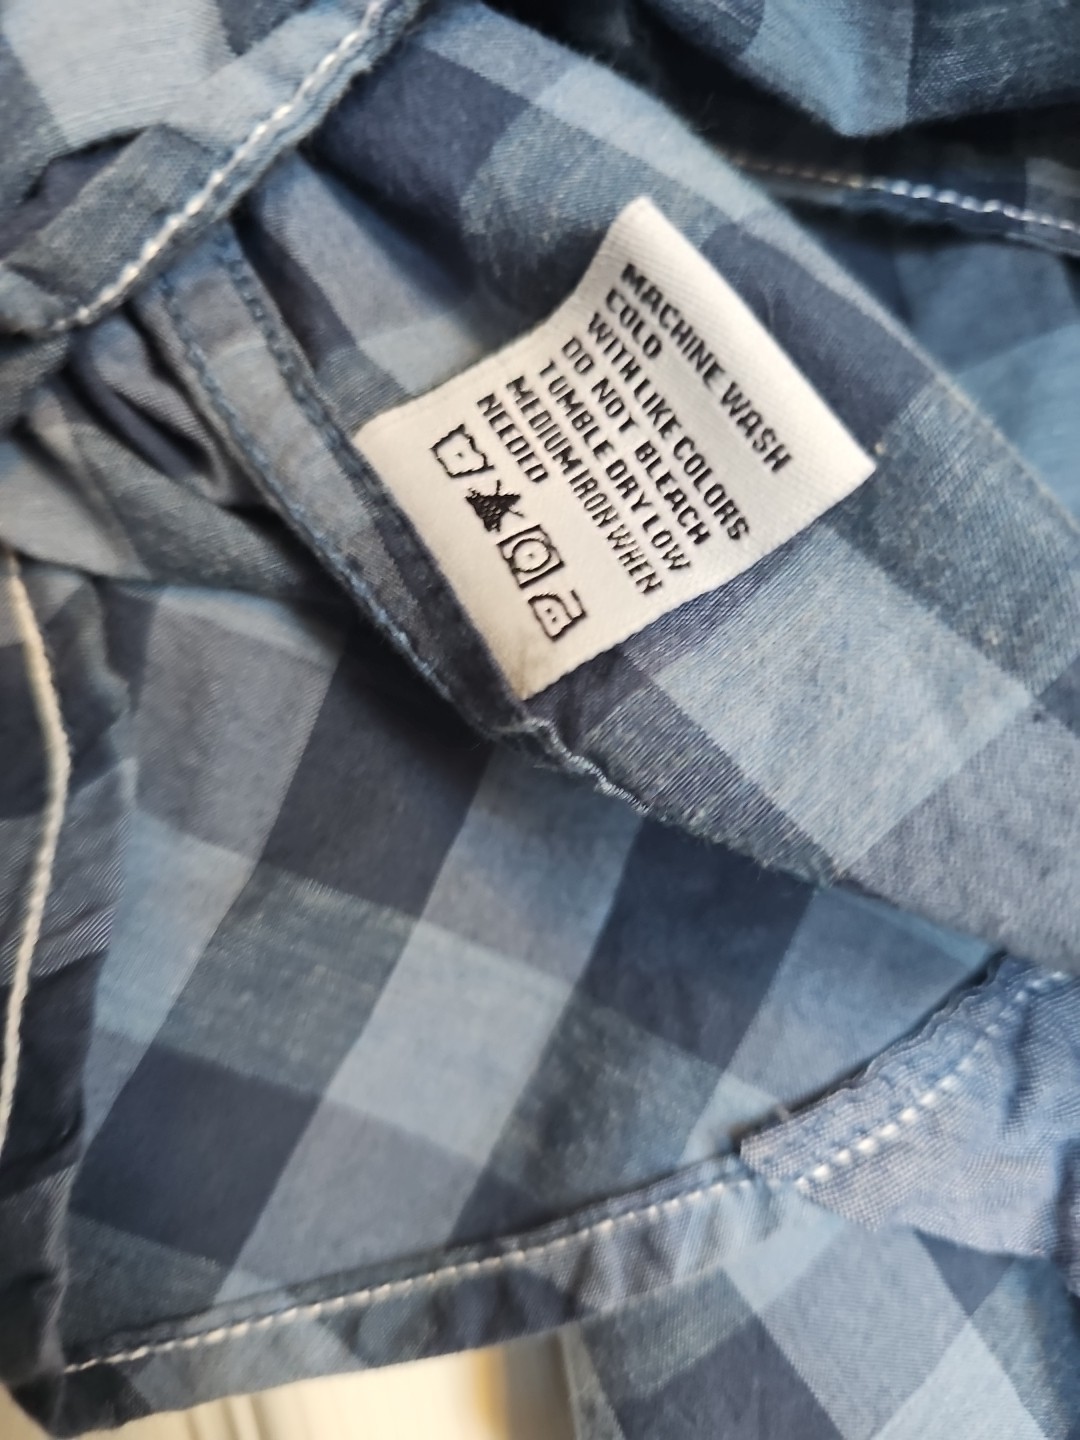 MACHINE WASH
COLD
WITH LIKE COLORS
DO NOT BLEACH
TUMBLE DRY LOW
MEDIUM IRON WHEN
NEEDED